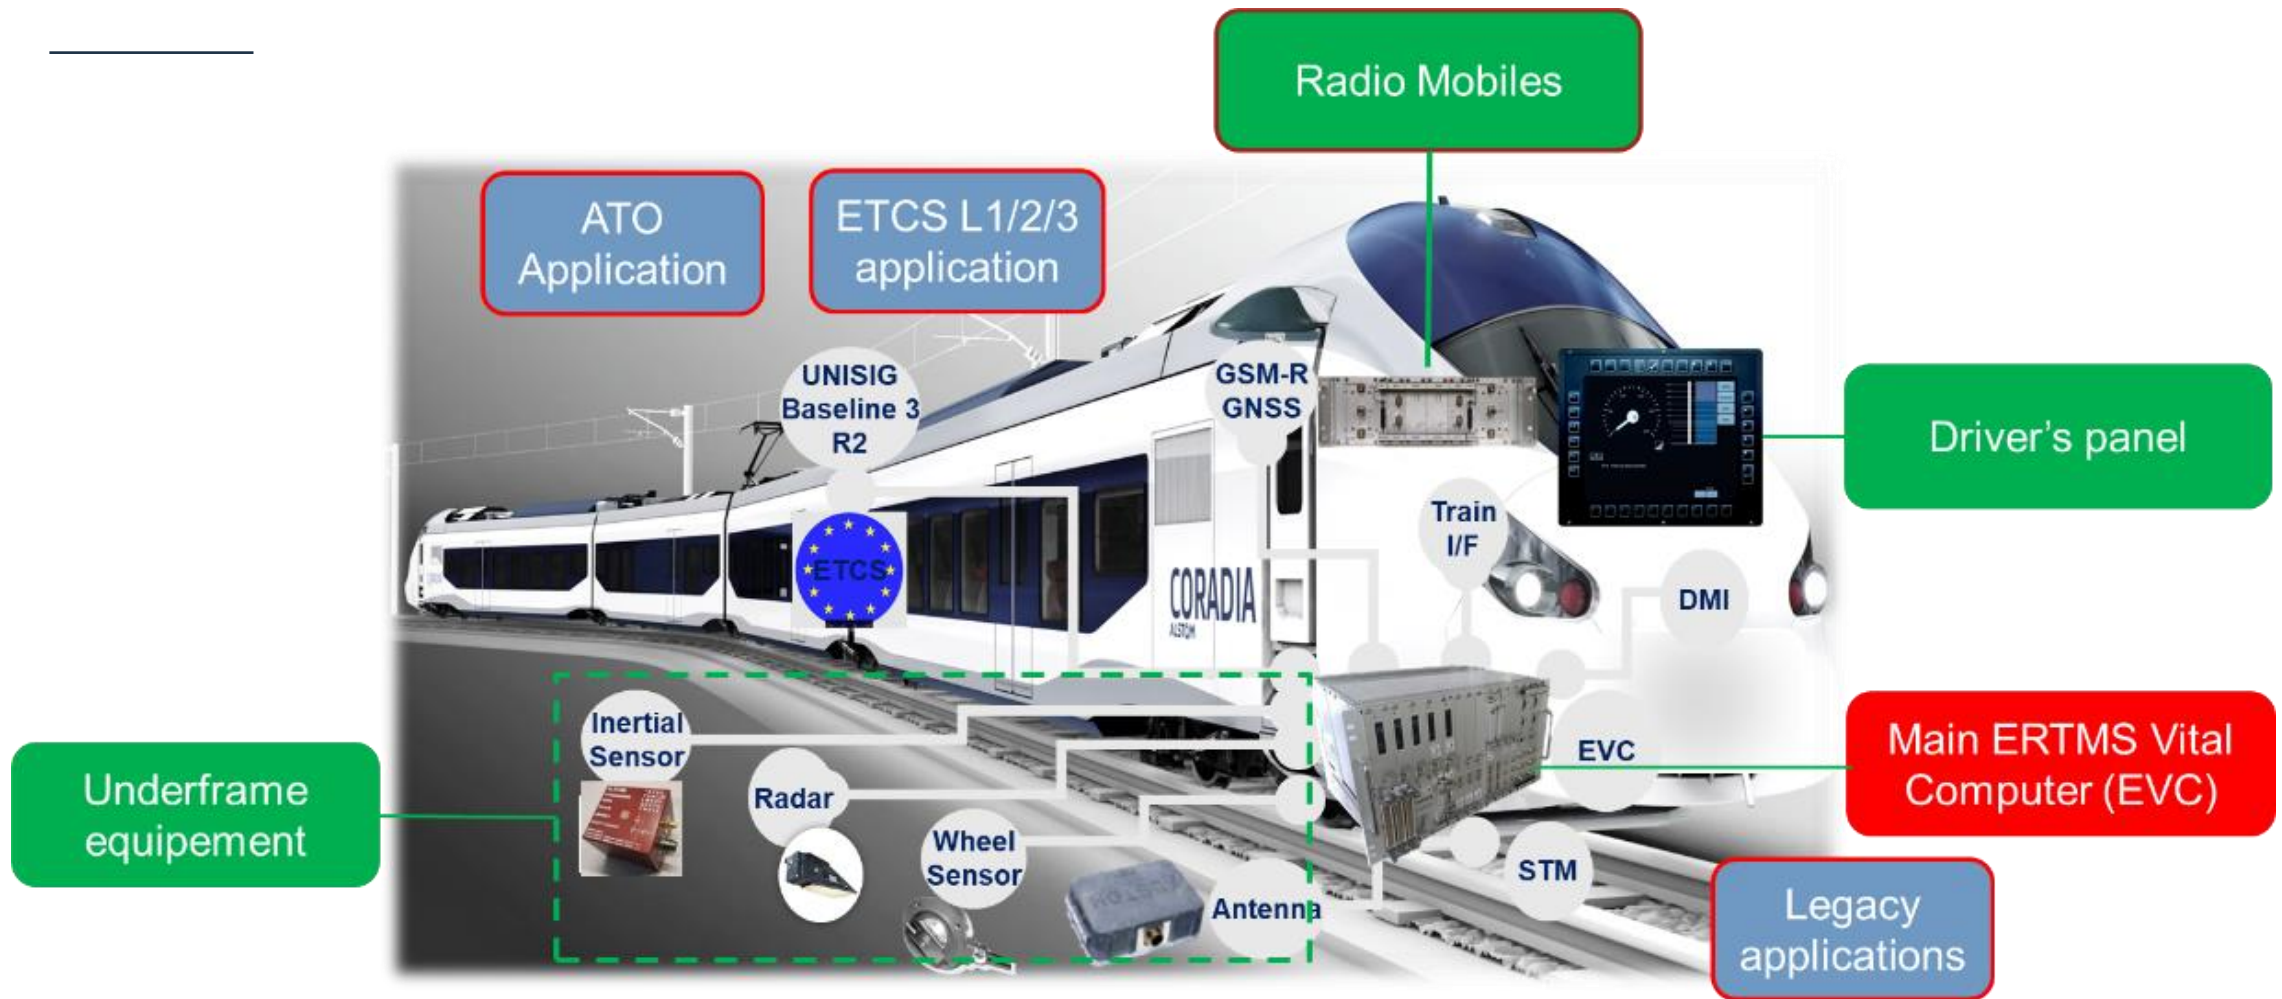 Radio Mobiles
ATO
Application
ETCS L1/2/3
application
UNISIG
Baseline 3
R2
GSM-R
GNSS
Driver's panel
Train
I/F
ETCS
CORADIA
ALSTOM
DMI
Inertial
Sensor
Main ERTMS Vital
Computer (EVC)
EVC
Underframe
equipement
Radar
Wheel
Sensor
STM
Antenna
ALSTOM
Legacy
applications